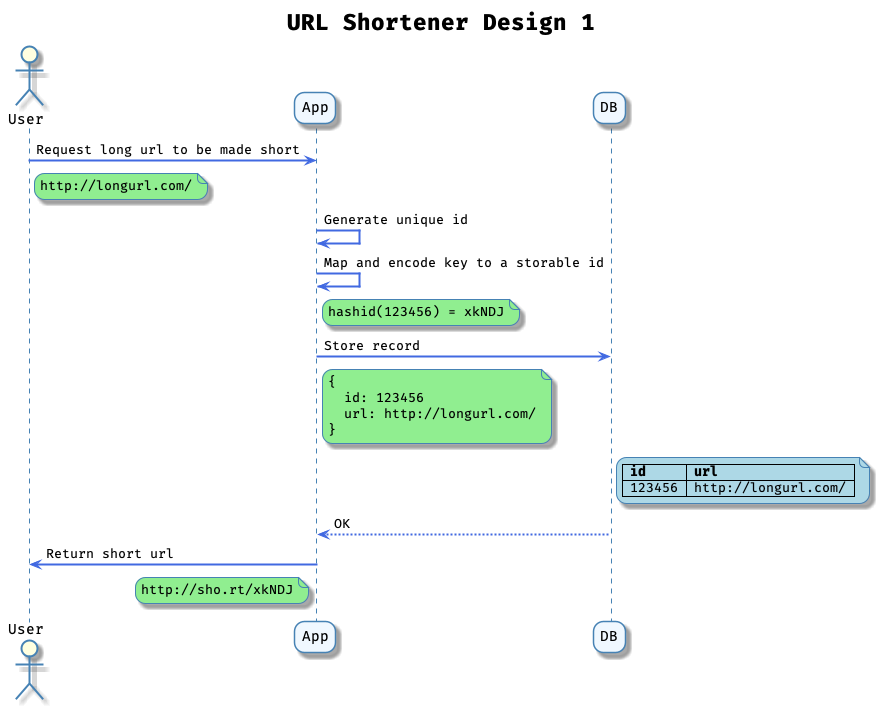 URL Shortener Design 1
User
App
DB
Request long url to be made short
http://longurl.com/
Generate unique id
Map and encode key to a storable id
hashid(123456) = xkNDJ
Store record
{
id: 123456
url: http://longurl.com/
}
id url
123456 http://longurl.com/
OK
Return short url
http://sho.rt/xkNDJ
User
App
DB